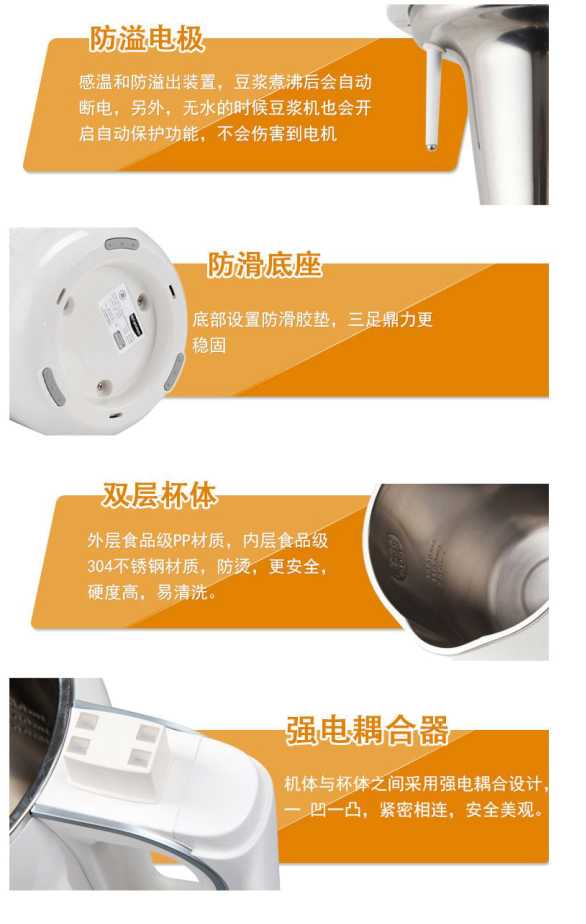 防溢电极
感温和防溢出装置，豆浆煮沸后会自动
断电，另外，无水的时候豆浆机也会开
启自动保护功能，不会伤害到电机
防滑底座
底部设置防滑胶垫，三足鼎力更
稳固
双层杯体
外层食品级PP材质，内层食品级
304不锈钢材质，防烫，更安全，
硬度高，易清洗。
强电耦合器
机体与杯体之间采用强电耦合设计，
一 凹一凸，紧密相连，安全美观。